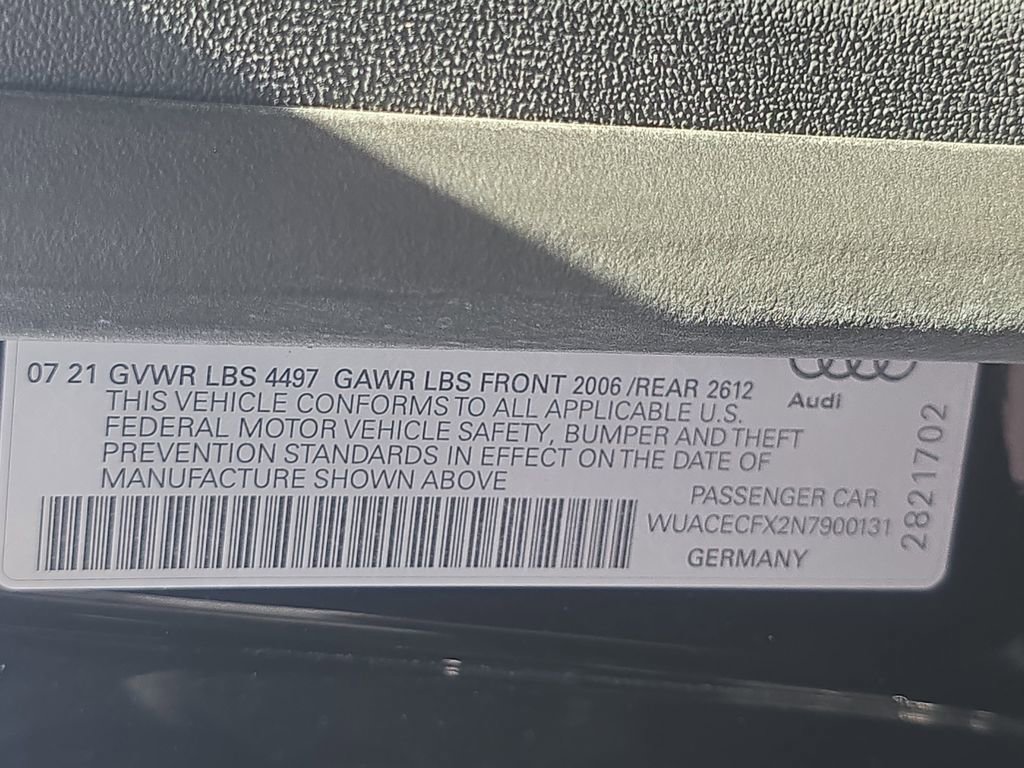 07 21 GVWR LBS 4497 GAWR LBS FRONT 2006 /REAR 2612
THIS VEHICLE CONFORMS TO ALL APPLICABLE U.S.
FEDERAL MOTOR VEHICLE SAFETY, BUMPER AND THEFT
PREVENTION STANDARDS IN EFFECT ON THE DATE OF
MANUFACTURE SHOWN ABOVE
Audi
PASSENGER CAR
WUACECFX2N7900131
GERMANY
2821702